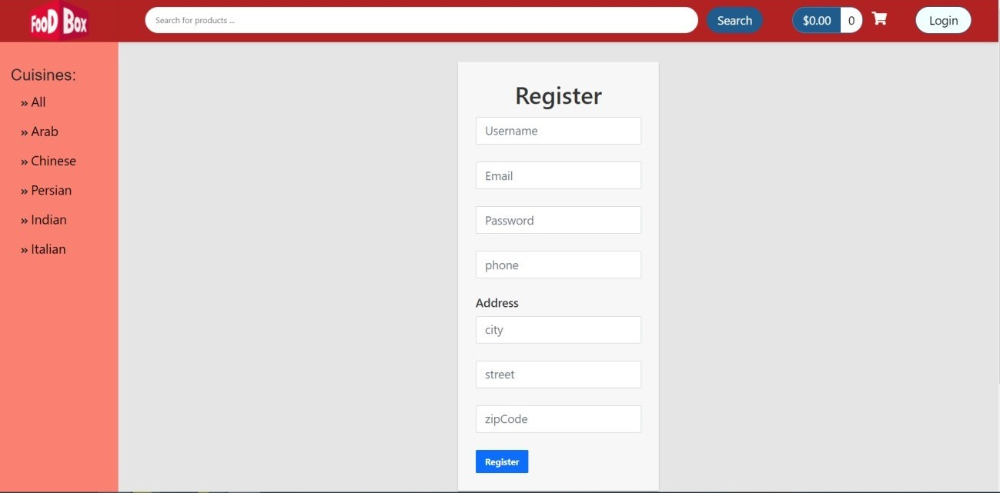 FooD Box
Search for products ...
Search
$0.00 0
Login
Cuisines:
» All
» Arab
» Chinese
» Persian
» Indian
» Italian
Register
Username
Email
Password
phone
Address
city
street
zipCode
Register